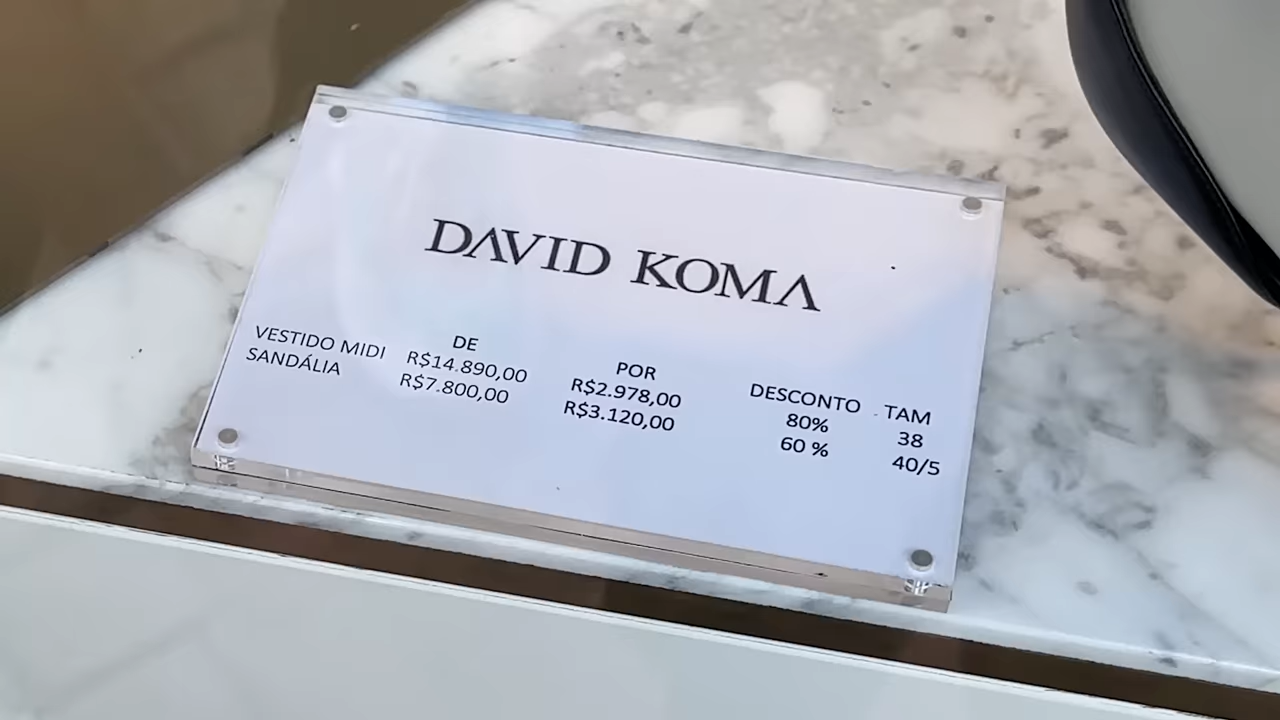 DAVID KOMA
DE POR DESCONTO TAM
VESTIDO MIDI R$14.890,00 R$2.978,00 80% 38
SANDÁLIA R$7.800,00 R$3.120,00 60 % 40/5